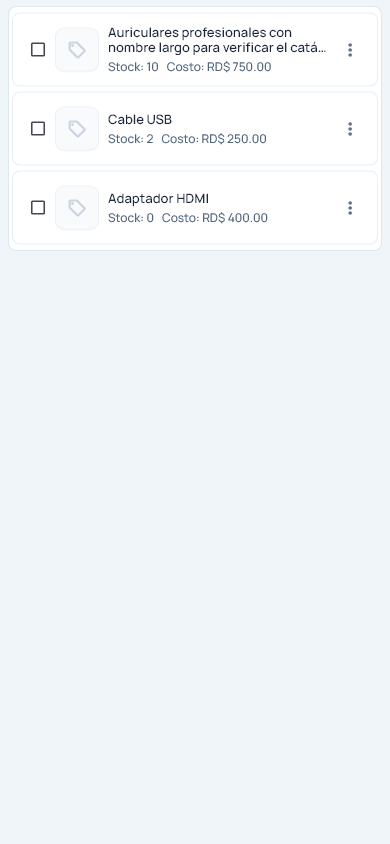 Auriculares profesionales con
nombre largo para verificar el catá…
Stock: 10 Costo: RD$ 750.00
Cable USB
Stock: 2 Costo: RD$ 250.00
Adaptador HDMI
Stock: 0 Costo: RD$ 400.00